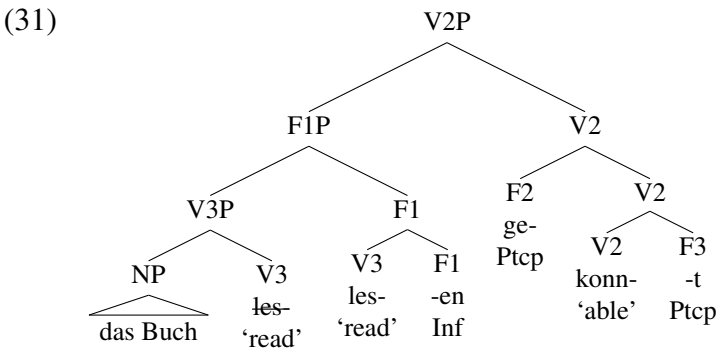 (31)
V2P
F1P V2
V3P F1 F2 V2
ge-
Ptcp
NP V3 V3 F1 V2 F3
das Buch les- les- -en konn- -t
‘read’ ‘read’ Inf ‘able’ Ptcp